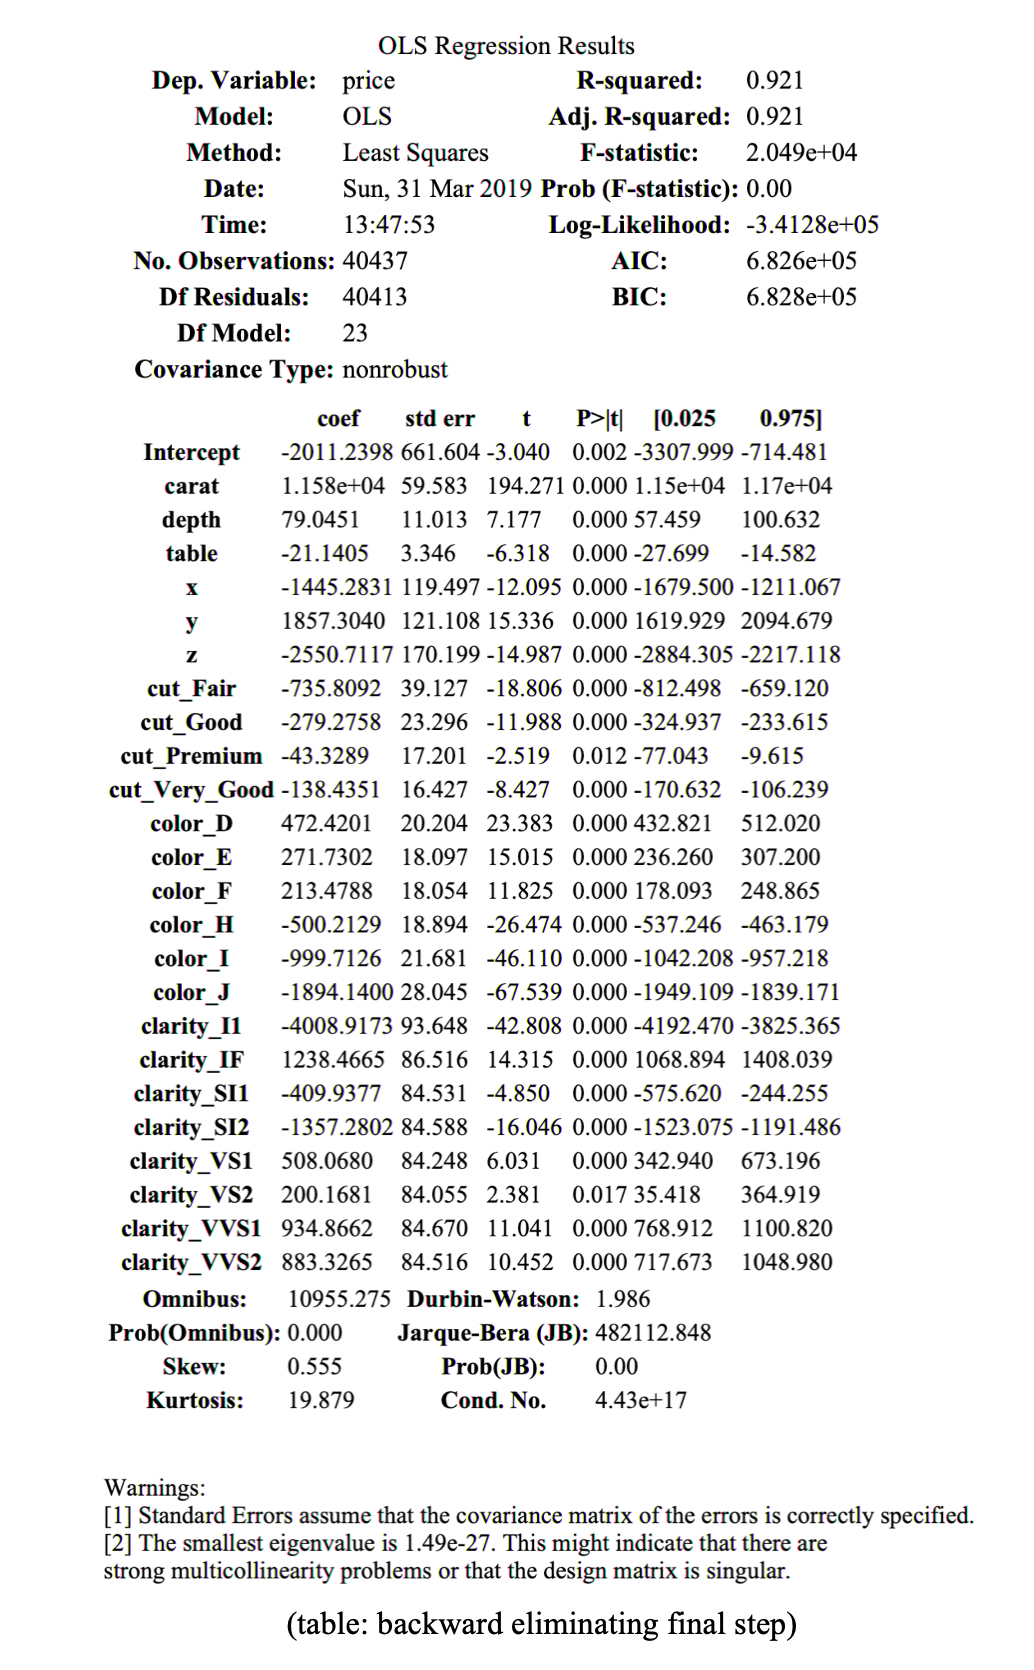 OLS Regression Results
Dep. Variable: price R-squared: 0.921
Model: OLS Adj. R-squared: 0.921
Method: Least Squares F-statistic: 2.049e+04
Date: Sun, 31 Mar 2019 Prob (F-statistic): 0.00
Time: 13:47:53 Log-Likelihood: -3.4128e+05
No. Observations: 40437 AIC: 6.826e+05
Df Residuals: 40413 BIC: 6.828e+05
Df Model: 23
Covariance Type: nonrobust
coef std err t P>|t| [0.025 0.975]
Intercept -2011.2398 661.604 -3.040 0.002 -3307.999 -714.481
carat 1.158e+04 59.583 194.271 0.000 1.15e+04 1.17e+04
depth 79.0451 11.013 7.177 0.000 57.459 100.632
table -21.1405 3.346 -6.318 0.000 -27.699 -14.582
x -1445.2831 119.497 -12.095 0.000 -1679.500 -1211.067
y 1857.3040 121.108 15.336 0.000 1619.929 2094.679
z -2550.7117 170.199 -14.987 0.000 -2884.305 -2217.118
cut_Fair -735.8092 39.127 -18.806 0.000 -812.498 -659.120
cut_Good -279.2758 23.296 -11.988 0.000 -324.937 -233.615
cut_Premium -43.3289 17.201 -2.519 0.012 -77.043 -9.615
cut_Very_Good -138.4351 16.427 -8.427 0.000 -170.632 -106.239
color_D 472.4201 20.204 23.383 0.000 432.821 512.020
color_E 271.7302 18.097 15.015 0.000 236.260 307.200
color_F 213.4788 18.054 11.825 0.000 178.093 248.865
color_H -500.2129 18.894 -26.474 0.000 -537.246 -463.179
color_I -999.7126 21.681 -46.110 0.000 -1042.208 -957.218
color_J -1894.1400 28.045 -67.539 0.000 -1949.109 -1839.171
clarity_I1 -4008.9173 93.648 -42.808 0.000 -4192.470 -3825.365
clarity_IF 1238.4665 86.516 14.315 0.000 1068.894 1408.039
clarity_SI1 -409.9377 84.531 -4.850 0.000 -575.620 -244.255
clarity_SI2 -1357.2802 84.588 -16.046 0.000 -1523.075 -1191.486
clarity_VS1 508.0680 84.248 6.031 0.000 342.940 673.196
clarity_VS2 200.1681 84.055 2.381 0.017 35.418 364.919
clarity_VVS1 934.8662 84.670 11.041 0.000 768.912 1100.820
clarity_VVS2 883.3265 84.516 10.452 0.000 717.673 1048.980
Omnibus: 10955.275 Durbin-Watson: 1.986
Prob(Omnibus): 0.000 Jarque-Bera (JB): 482112.848
Skew: 0.555 Prob(JB): 0.00
Kurtosis: 19.879 Cond. No. 4.43e+17
Warnings:
[1] Standard Errors assume that the covariance matrix of the errors is correctly specified.
[2] The smallest eigenvalue is 1.49e-27. This might indicate that there are
strong multicollinearity problems or that the design matrix is singular.
(table: backward eliminating final step)